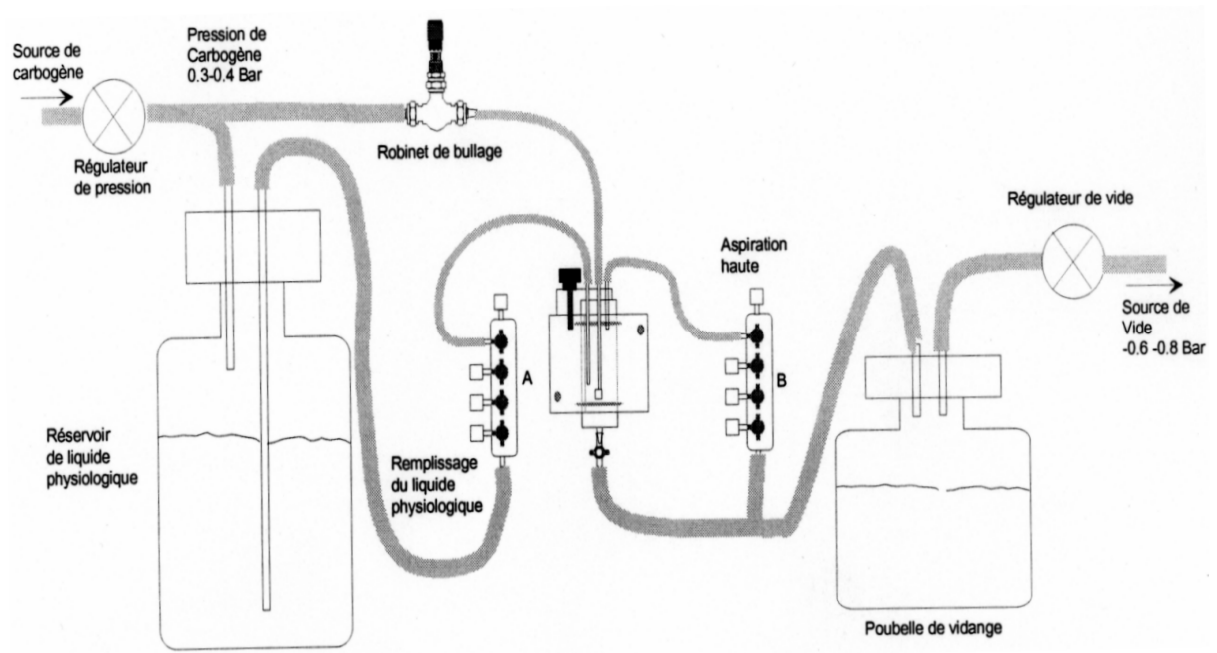 Source de
carbogène
Pression de
Carbogène
0.3-0.4 Bar
Régulateur
de pression
Robinet de bullage
Régulateur de vide
Aspiration
haute
Source de
Vide
-0.6 -0.8 Bar
A
B
Réservoir
de liquide
physiologique
Remplissage
du liquide
physiologique
Poubelle de vidange